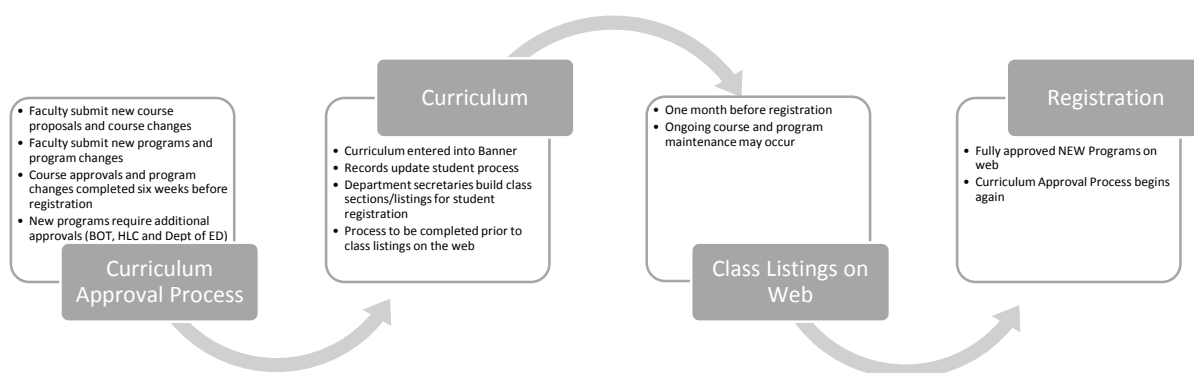 • Faculty submit new course
proposals and course changes
• Faculty submit new programs and
program changes
• Course approvals and program
changes completed six weeks before
registration
• New programs require additional
approvals (BOT, HLC and Dept of ED)
Curriculum
Approval Process
Curriculum
• Curriculum entered into Banner
• Records update student process
• Department secretaries build class
sections/listings for student
registration
• Process to be completed prior to
class listings on the web
• One month before registration
• Ongoing course and program
maintenance may occur
Class Listings on
Web
Registration
• Fully approved NEW Programs on
web
• Curriculum Approval Process begins
again